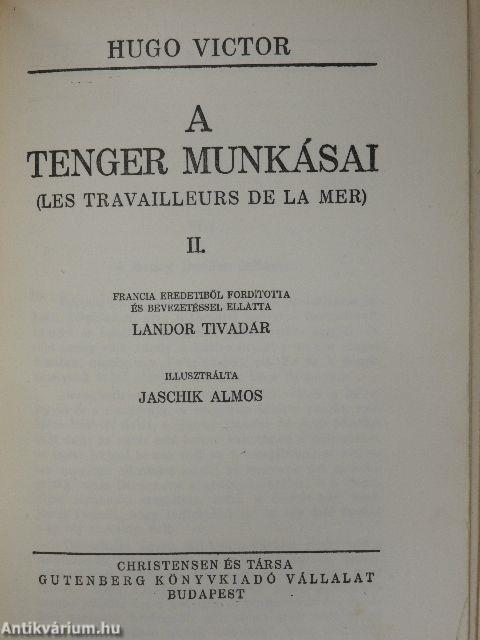 HUGO VICTOR
A
TENGER MUNKÁSAI
(LES TRAVAILLEURS DE LA MER)
II.
FRANCIA EREDETIBŐL FORDÍTOTTA
ÉS BEVEZETÉSSEL ELLÁTTA
LANDOR TIVADAR
ILLUSZTRÁLTA
JASCHIK ALMOS
CHRISTENSEN ÉS TÁRSA
GUTENBERG KÖNYVKIADÓ VÁLLALAT
BUDAPEST
Antikvárium.hu